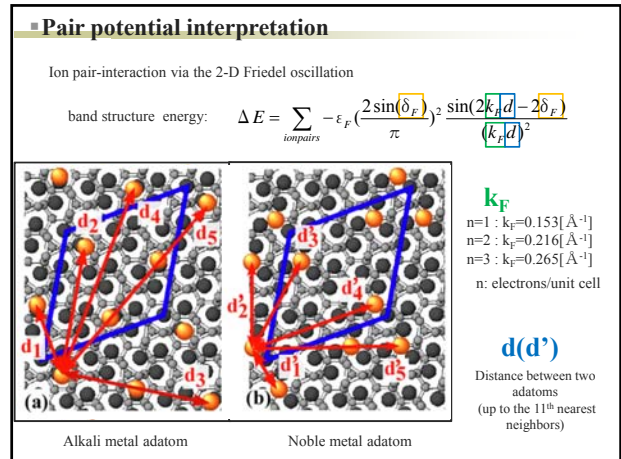 Pair potential interpretation
Ion pair-interaction via the 2-D Friedel oscillation
band structure energy: ΔE = ∑ ionpairs − ε_F (2 sin(δ_F) / π)² sin(2k_F d − 2δ_F) / (k_F d)²
d2
d4
d5
d1
d3
(a)
d'3
d'2
d'4
d'1
d'5
(b)
k_F
n=1 : k_F=0.153[Å⁻¹]
n=2 : k_F=0.216[Å⁻¹]
n=3 : k_F=0.265[Å⁻¹]
n: electrons/unit cell
d(d')
Distance between two
adatoms
(up to the 11th nearest
neighbors)
Alkali metal adatom
Noble metal adatom